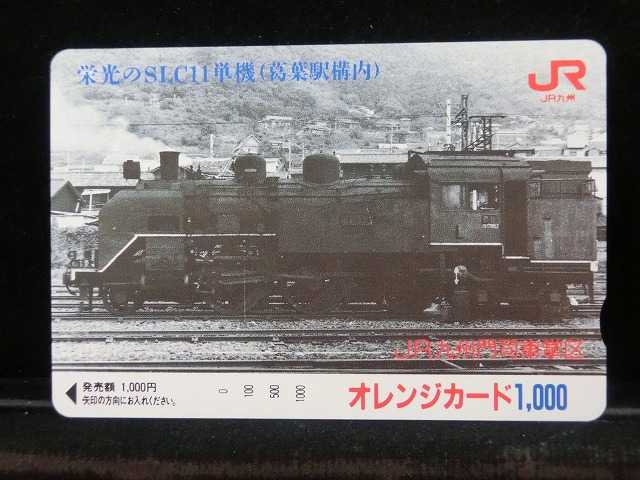 栄光のSLC11単機(葛葉駅構内)
JR
JR九州
JR九州門司車掌区
発売額 1,000円
矢印の方向にお入れください。
0 100 500 1000
オレンジカード1,000